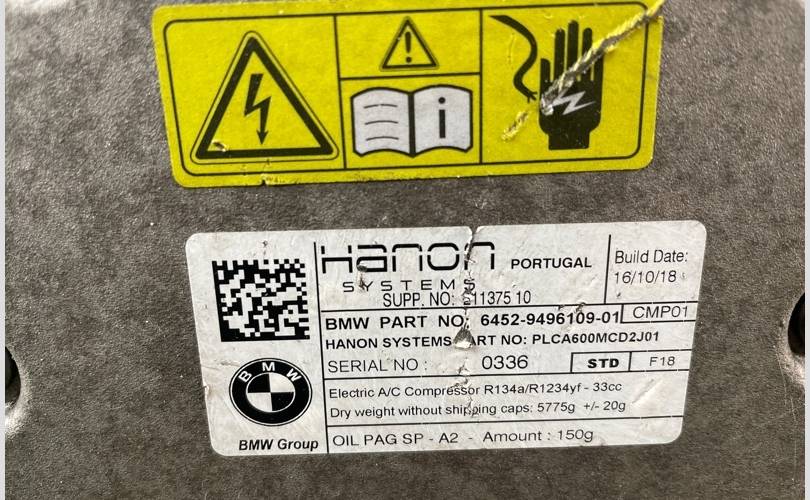 i
Hanon
SYSTEMS
PORTUGAL
Build Date:
16/10/18
SUPP. NO: 11375 10
BMW PART NO: 6452-9496109-01 CMP01
HANON SYSTEMS PART NO: PLCA600MCD2J01
SERIAL NO : 0336 STD F18
Electric A/C Compressor R134a/R1234yf - 33cc
Dry weight without shipping caps: 5775g +/- 20g
BMW
BMW Group
OIL PAG SP - A2 - Amount : 150g